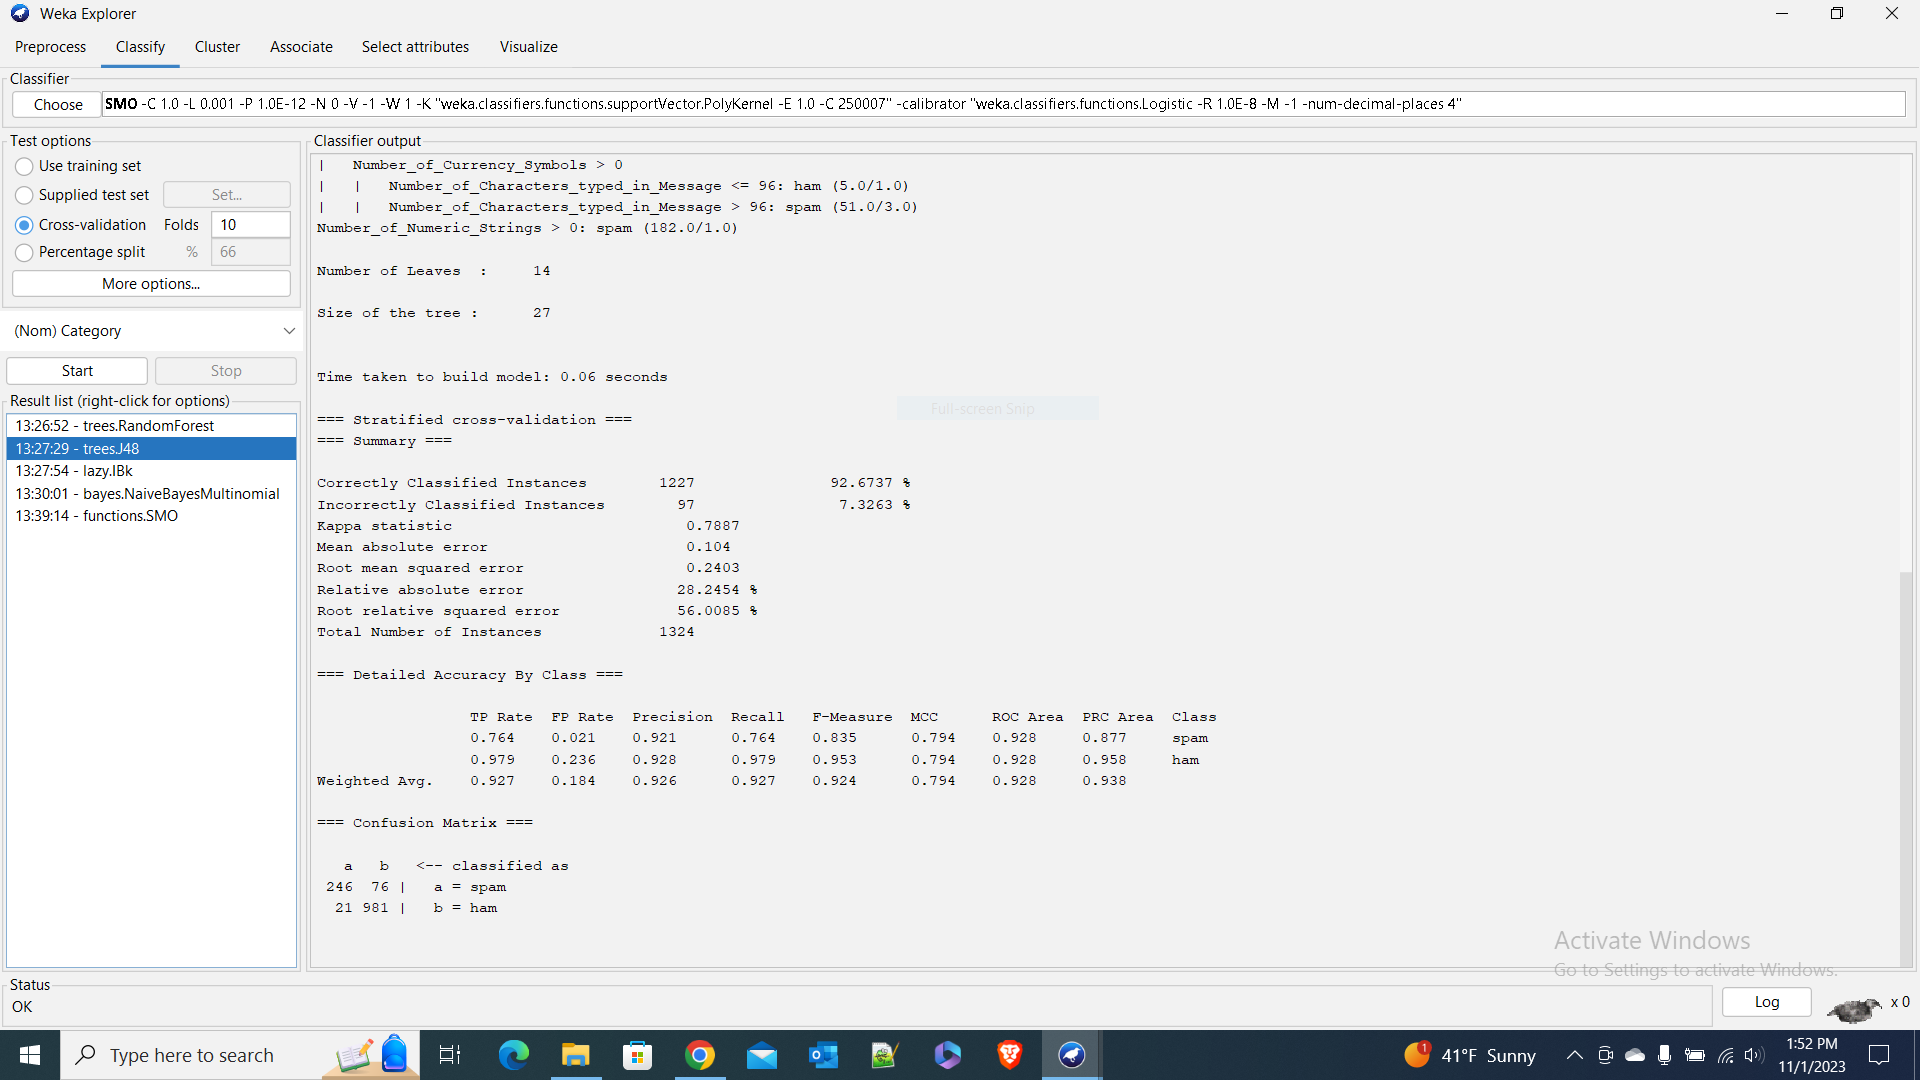 Weka Explorer
Preprocess Classify Cluster Associate Select attributes Visualize
Classifier
Choose SMO -C 1.0 -L 0.001 -P 1.0E-12 -N 0 -V -1 -W 1 -K "weka.classifiers.functions.supportVector.PolyKernel -E 1.0 -C 250007" -calibrator "weka.classifiers.functions.Logistic -R 1.0E-8 -M -1 -num-decimal-places 4"
Test options
Use training set
Supplied test set Set...
Cross-validation Folds 10
Percentage split % 66
More options...
(Nom) Category
Start Stop
Result list (right-click for options)
13:26:52 - trees.RandomForest
13:27:29 - trees.J48
13:27:54 - lazy.IBk
13:30:01 - bayes.NaiveBayesMultinomial
13:39:14 - functions.SMO
Classifier output
| Number_of_Currency_Symbols > 0
| | Number_of_Characters_typed_in_Message <= 96: ham (5.0/1.0)
| | Number_of_Characters_typed_in_Message > 96: spam (51.0/3.0)
Number_of_Numeric_Strings > 0: spam (182.0/1.0)
Number of Leaves : 14
Size of the tree : 27
Time taken to build model: 0.06 seconds
Full-screen Snip
=== Stratified cross-validation ===
=== Summary ===
Correctly Classified Instances 1227 92.6737 %
Incorrectly Classified Instances 97 7.3263 %
Kappa statistic 0.7887
Mean absolute error 0.104
Root mean squared error 0.2403
Relative absolute error 28.2454 %
Root relative squared error 56.0085 %
Total Number of Instances 1324
=== Detailed Accuracy By Class ===
TP Rate FP Rate Precision Recall F-Measure MCC ROC Area PRC Area Class
0.764 0.021 0.921 0.764 0.835 0.794 0.928 0.877 spam
0.979 0.236 0.928 0.979 0.953 0.794 0.928 0.958 ham
Weighted Avg. 0.927 0.184 0.926 0.927 0.924 0.794 0.928 0.938
=== Confusion Matrix ===
a b <-- classified as
246 76 | a = spam
21 981 | b = ham
Activate Windows
Go to Settings to activate Windows.
Status
OK
Log x 0
Type here to search
1
41°F Sunny
1:52 PM
11/1/2023